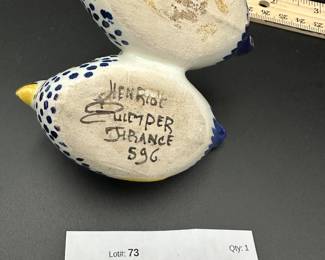 HENRIOT
QUIMPER
FRANCE
596
Lot#: 73 Qty: 1